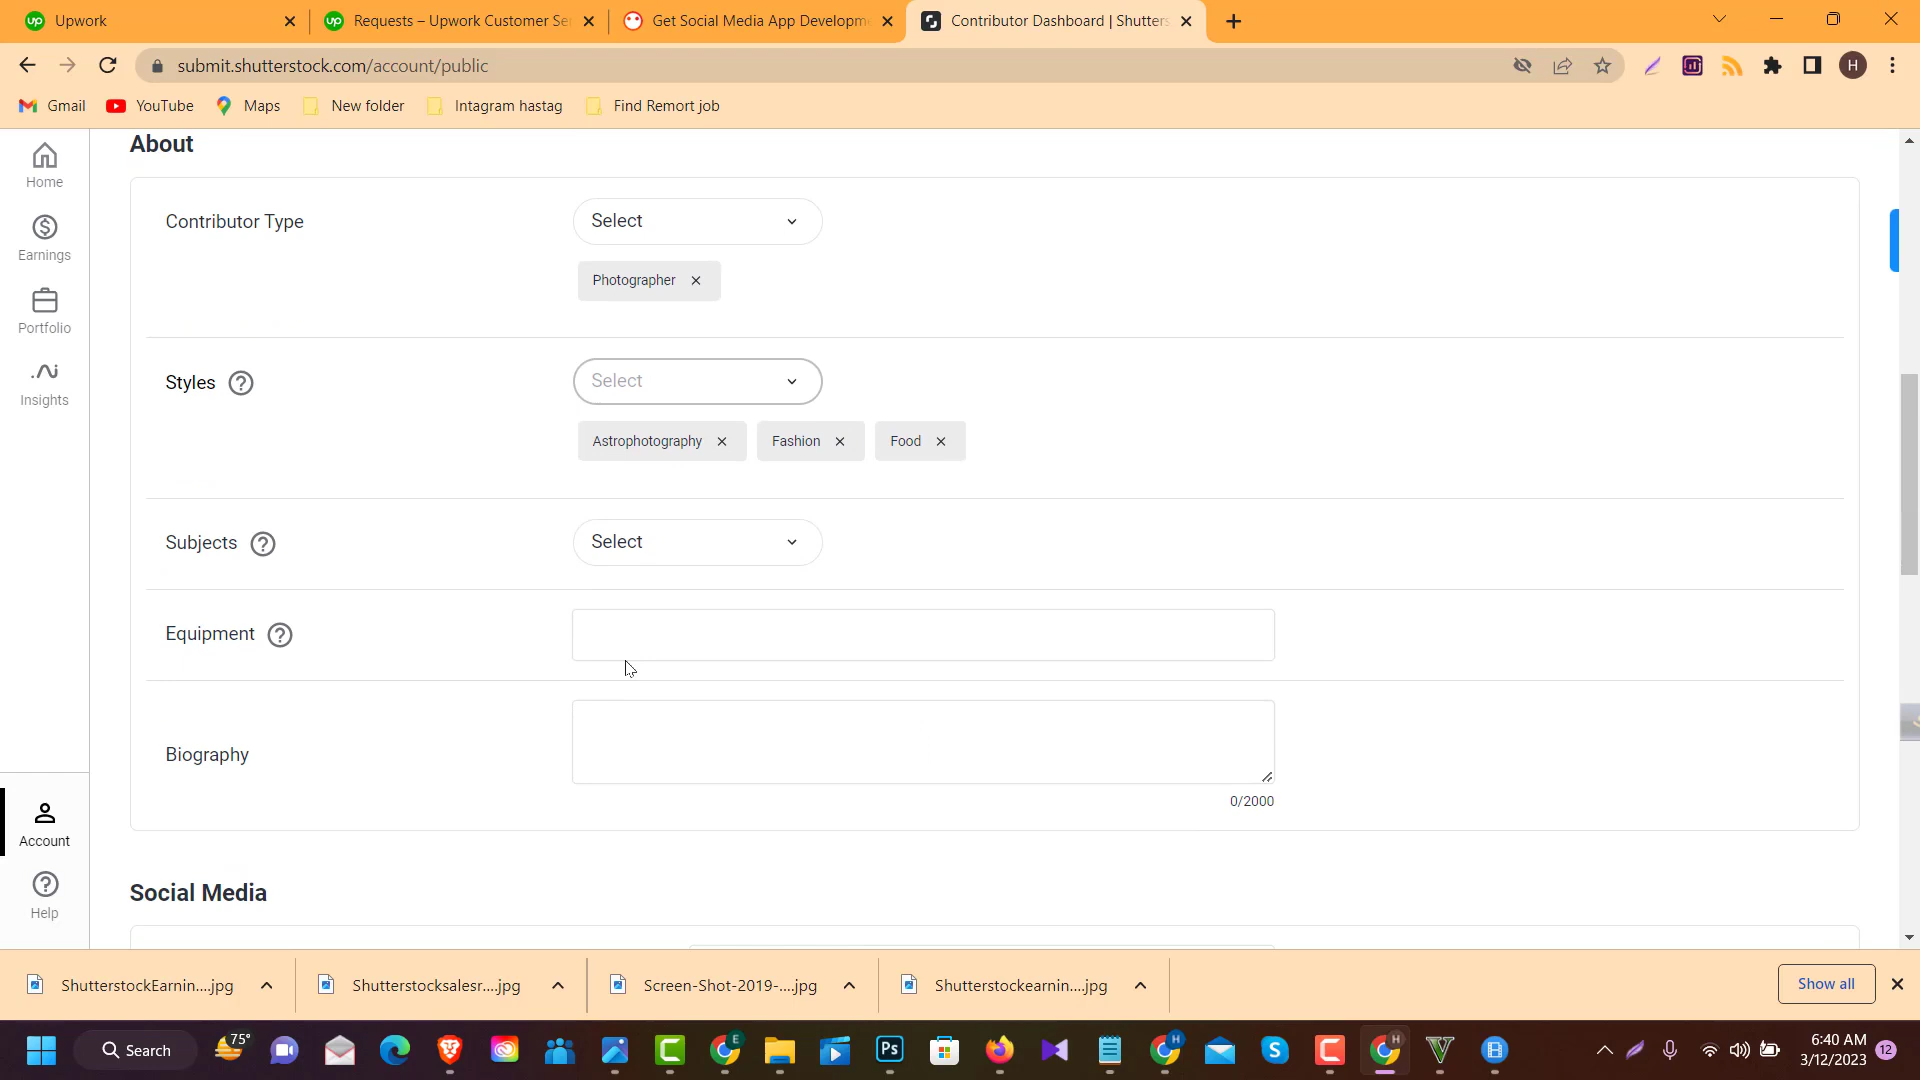 Upwork
Requests – Upwork Customer Se
Get Social Media App Developm
Contributor Dashboard | Shutters
submit.shutterstock.com/account/public
H
Gmail
YouTube
Maps
New folder
Intagram hastag
Find Remort job
Home
Earnings
Portfolio
Insights
Account
Help
About
Contributor Type
Select
Photographer
Styles
Select
Astrophotography
Fashion
Food
Subjects
Select
Equipment
Biography
0/2000
Social Media
ShutterstockEarnin....jpg
Shutterstocksalesr....jpg
Screen-Shot-2019-....jpg
Shutterstockearnin....jpg
Show all
75°
Search
E
Ps
H
H
6:40 AM
3/12/2023
12